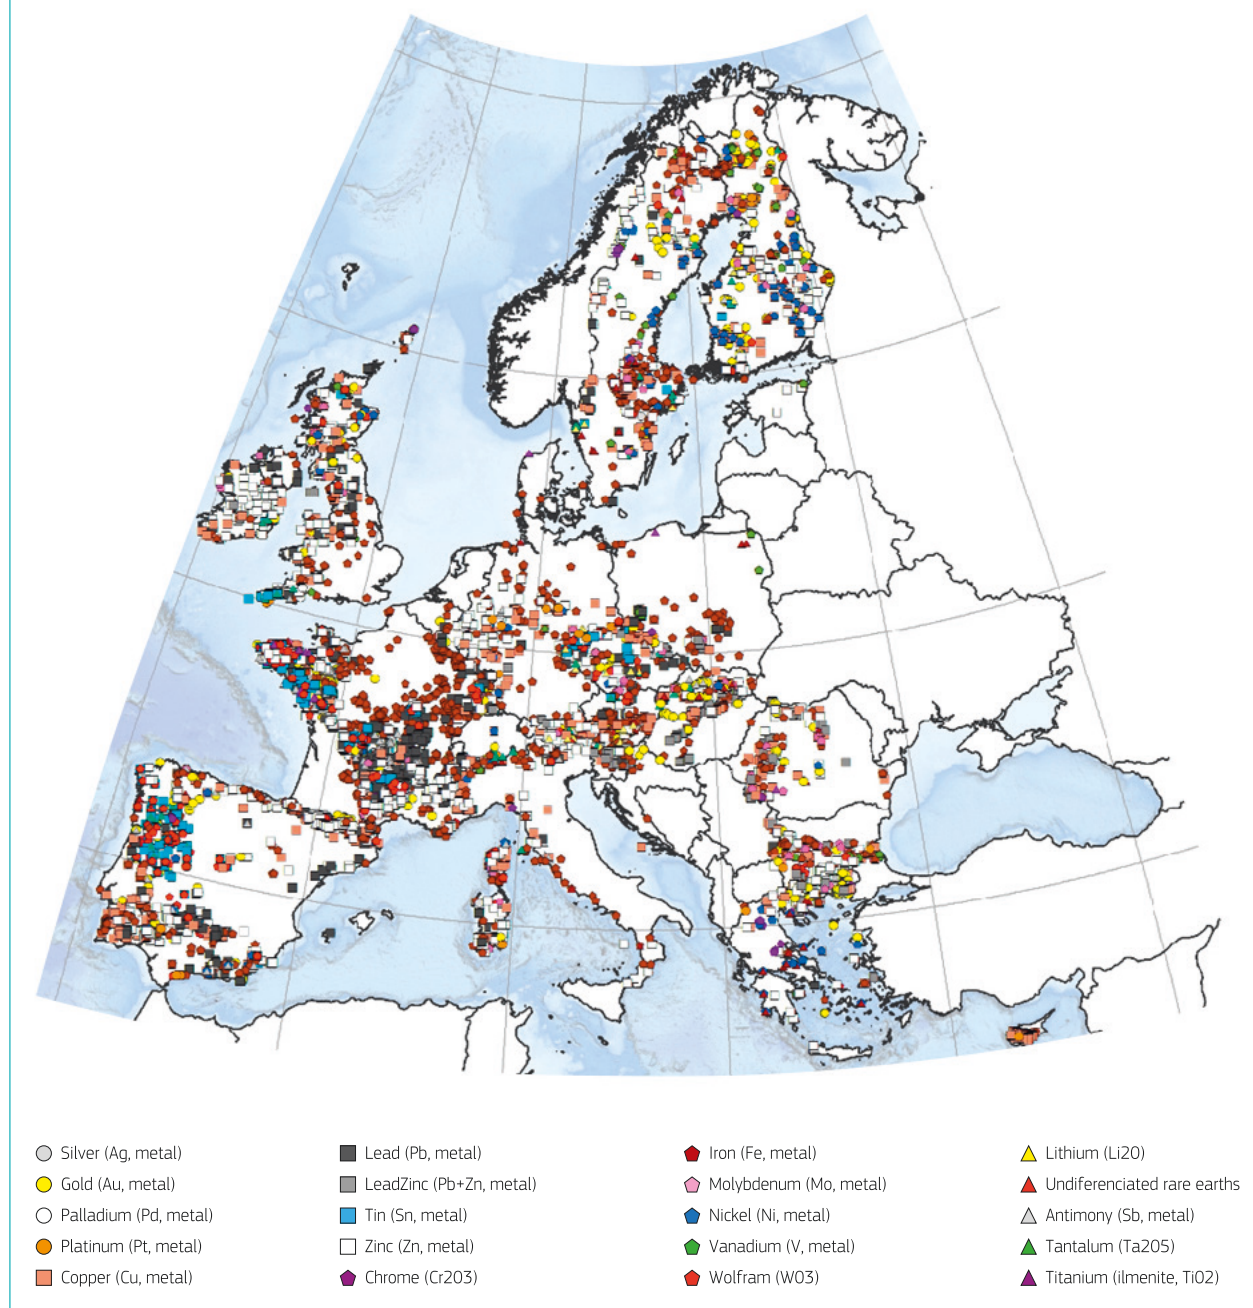 Silver (Ag, metal)
Gold (Au, metal)
Palladium (Pd, metal)
Platinum (Pt, metal)
Copper (Cu, metal)
Lead (Pb, metal)
LeadZinc (Pb+Zn, metal)
Tin (Sn, metal)
Zinc (Zn, metal)
Chrome (Cr203)
Iron (Fe, metal)
Molybdenum (Mo, metal)
Nickel (Ni, metal)
Vanadium (V, metal)
Wolfram (W03)
Lithium (Li20)
Undiferenciated rare earths
Antimony (Sb, metal)
Tantalum (Ta205)
Titanium (ilmenite, TiO2)